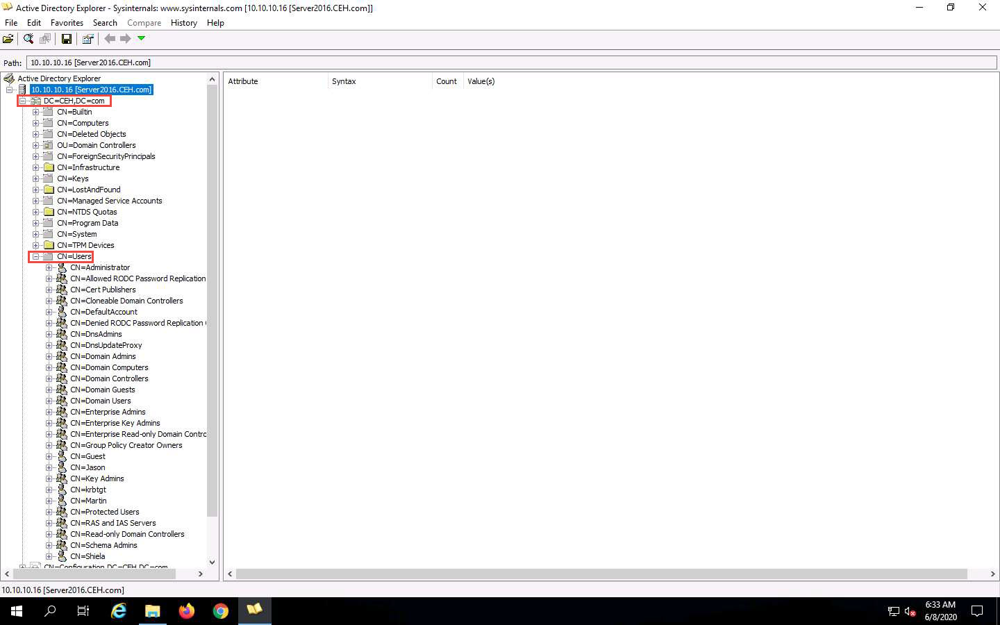 Active Directory Explorer - Sysinternals: www.sysinternals.com [10.10.10.16 [Server2016.CEH.com]]
File Edit Favorites Search Compare History Help
Path: 10.10.10.16 [Server2016.CEH.com]
Active Directory Explorer
10.10.10.16 [Server2016.CEH.com]
DC=CEH,DC=com
CN=Builtin
CN=Computers
CN=Deleted Objects
OU=Domain Controllers
CN=ForeignSecurityPrincipals
CN=Infrastructure
CN=Keys
CN=LostAndFound
CN=Managed Service Accounts
CN=NTDS Quotas
CN=Program Data
CN=System
CN=TPM Devices
CN=Users
CN=Administrator
CN=Allowed RODC Password Replication
CN=Cert Publishers
CN=Cloneable Domain Controllers
CN=DefaultAccount
CN=Denied RODC Password Replication
CN=DnsAdmins
CN=DnsUpdateProxy
CN=Domain Admins
CN=Domain Computers
CN=Domain Controllers
CN=Domain Guests
CN=Domain Users
CN=Enterprise Admins
CN=Enterprise Key Admins
CN=Enterprise Read-only Domain Contro
CN=Group Policy Creator Owners
CN=Guest
CN=Jason
CN=Key Admins
CN=krbtgt
CN=Martin
CN=Protected Users
CN=RAS and IAS Servers
CN=Read-only Domain Controllers
CN=Schema Admins
CN=Shiela
CN=Configuration,DC=CEH,DC=com
Attribute Syntax Count Value(s)
10.10.10.16 [Server2016.CEH.com]
6:33 AM
6/8/2020